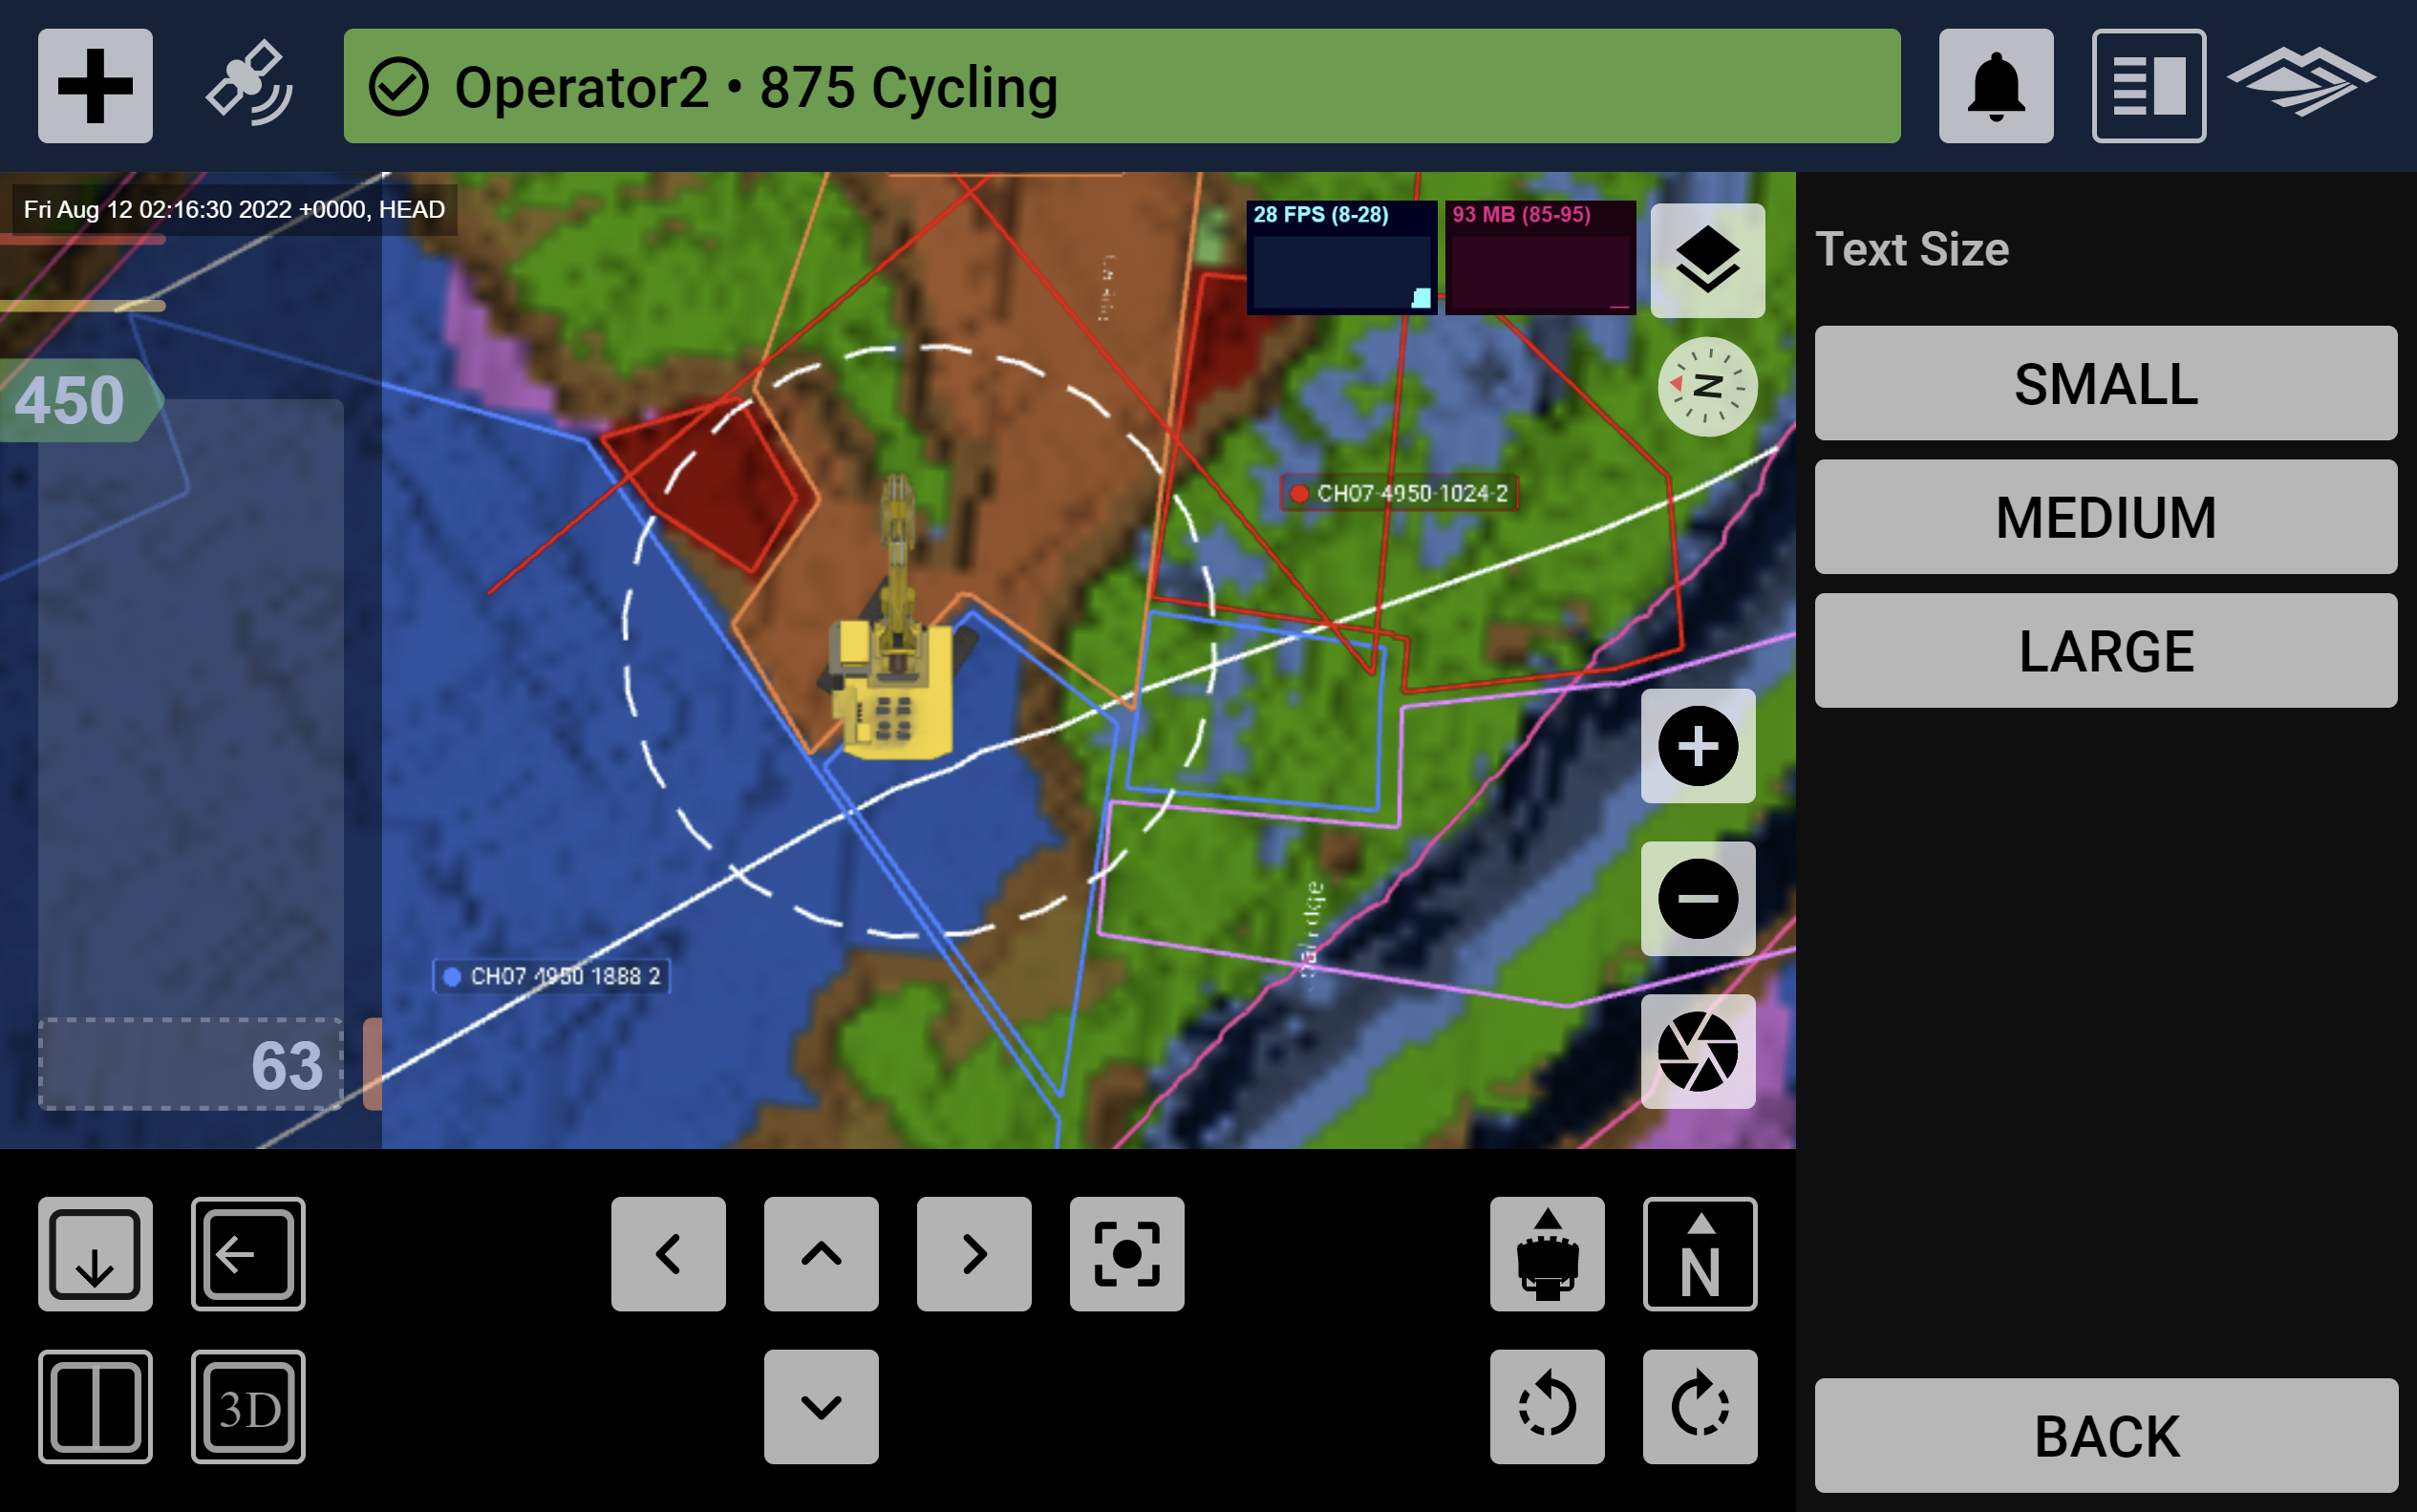 Operator2 • 875 Cycling
Fri Aug 12 02:16:30 2022 +0000, HEAD
28 FPS (8-28)
93 MB (85-95)
Text Size
SMALL
MEDIUM
LARGE
450
N
CH07-4950-1024-2
CH07 4950 1888 2
63
N
3D
BACK